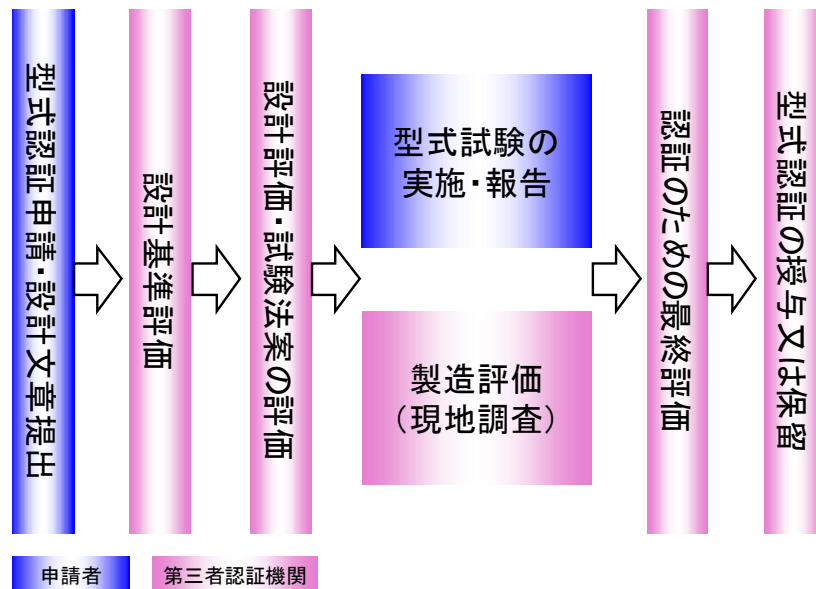 型式認証申請・設計文章提出
設計基準評価
設計評価・試験法案の評価
型式試験の
実施・報告
製造評価
（現地調査）
認証のための最終評価
型式認証の授与又は保留
申請者
第三者認証機関